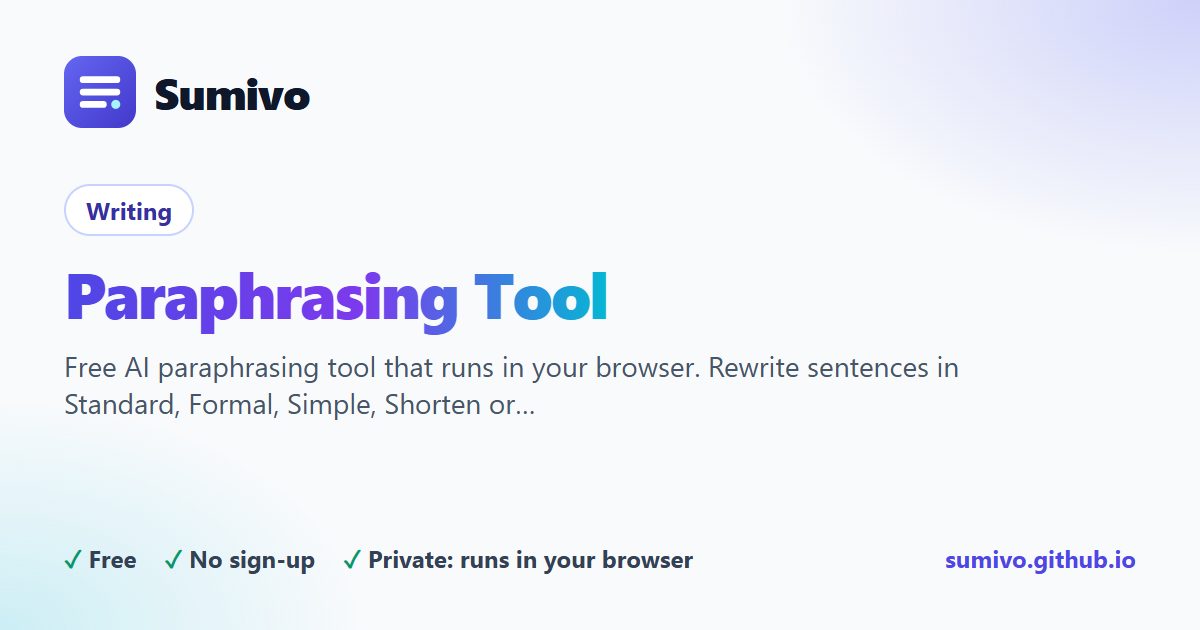 Sumivo
Writing
Paraphrasing Tool
Free AI paraphrasing tool that runs in your browser. Rewrite sentences in
Standard, Formal, Simple, Shorten or...
✓ Free ✓ No sign-up ✓ Private: runs in your browser
sumivo.github.io